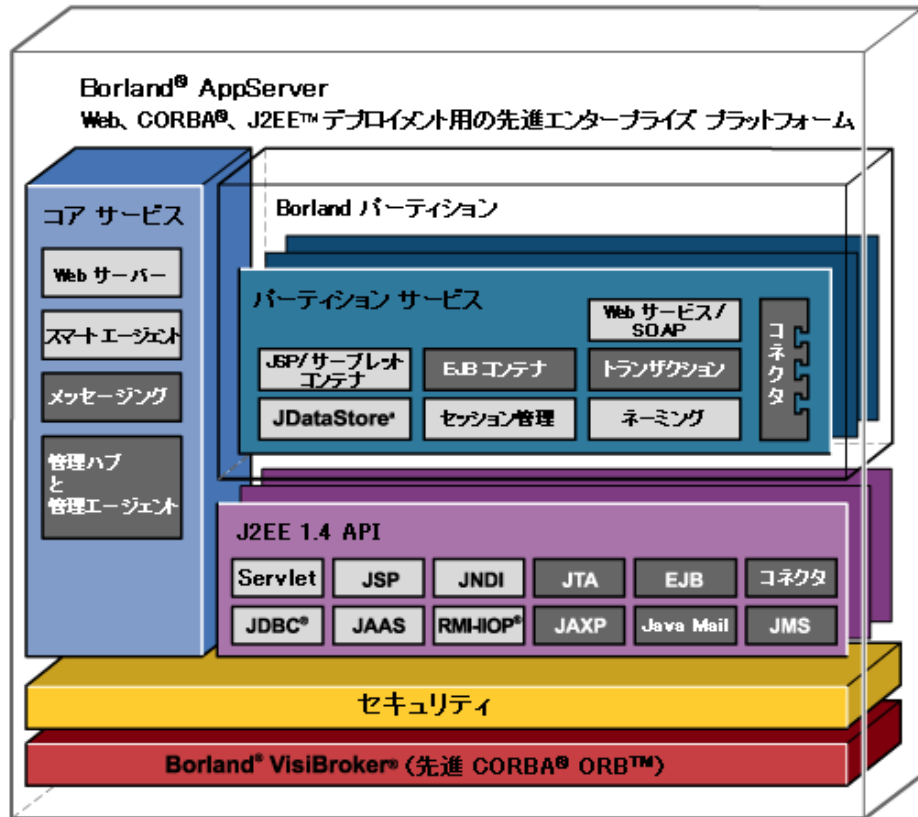 Borland® AppServer
Web、CORBA®、J2EE™ デプロイメント用の先進エンタープライズ プラットフォーム
コア サービス
Web サーバー
スマート エージェント
メッセージング
管理ハブ
と
管理エージェント
Borland パーティション
パーティション サービス
Web サービス/
SOAP
コネクタ
JSP/サーブレット
コンテナ
EJB コンテナ
トランザクション
JDataStore
セッション管理
ネーミング
J2EE 1.4 API
Servlet
JSP
JNDI
JTA
EJB
コネクタ
JDBC®
JAAS
RMI-IIOP®
JAXP
Java Mail
JMS
セキュリティ
Borland® VisiBroker® (先進 CORBA® ORB™)